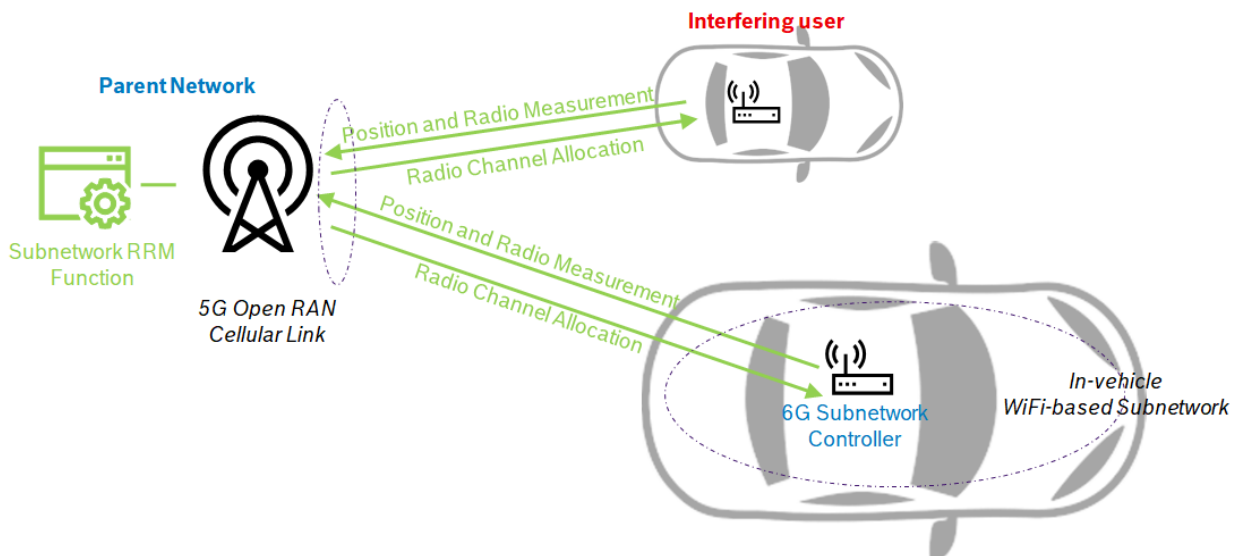 Interfering user
Parent Network
Position and Radio Measurement
Radio Channel Allocation
Subnetwork RRM
Function
5G Open RAN
Cellular Link
Position and Radio Measurement
Radio Channel Allocation
6G Subnetwork
Controller
In-vehicle
WiFi-based Subnetwork